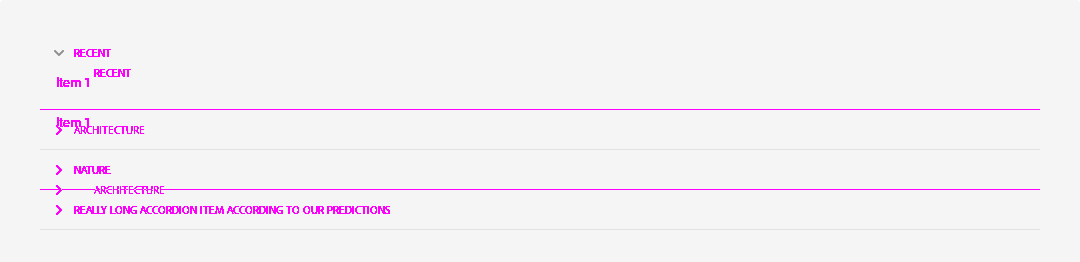 RECENT
RECENT
Item 1
Item 1
ARCHITECTURE
NATURE
ARCHITECTURE
REALLY LONG ACCORDION ITEM ACCORDING TO OUR PREDICTIONS